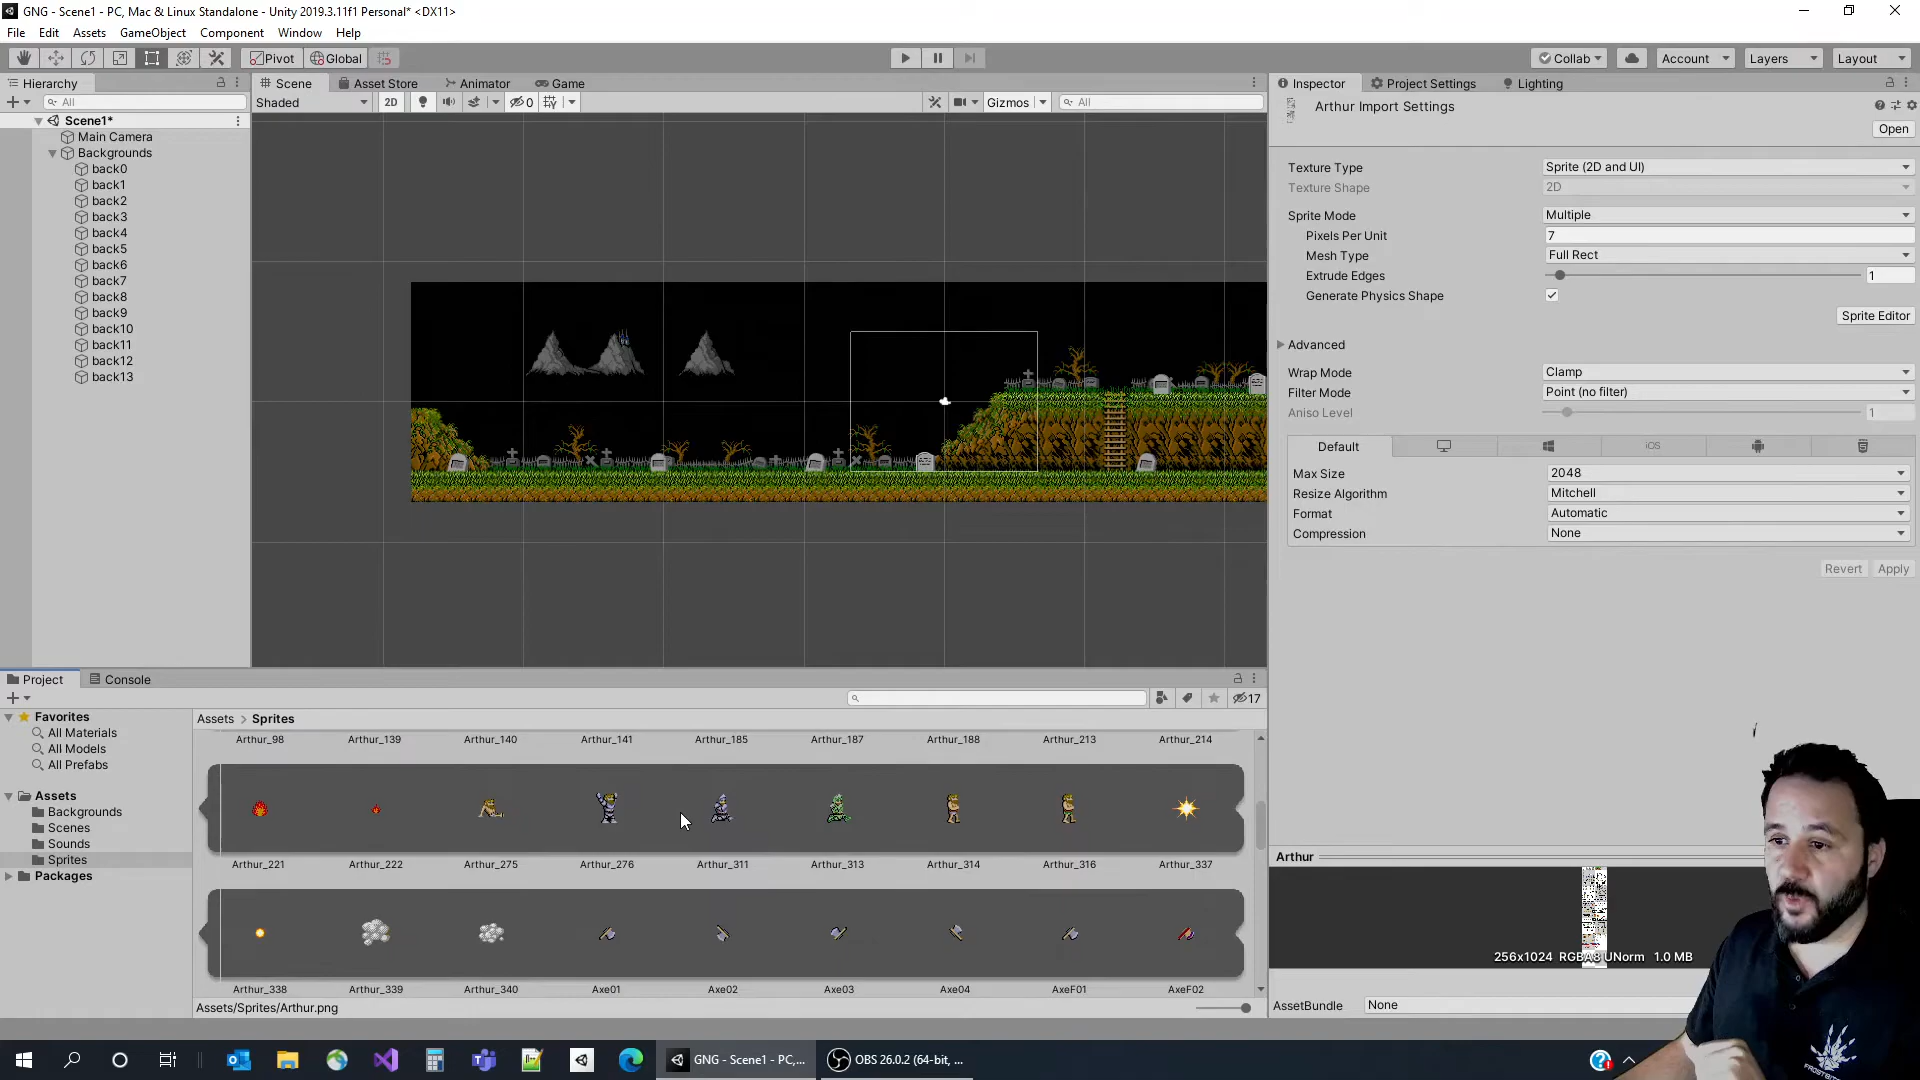 GNG - Scene1 - PC, Mac & Linux Standalone - Unity 2019.3.11f1 Personal* <DX11>
File Edit Assets GameObject Component Window Help
Pivot Global Collab Account Layers Layout
Hierarchy
All
Scene1*
Main Camera
Backgrounds
back0
back1
back2
back3
back4
back5
back6
back7
back8
back9
back10
back11
back12
back13
Scene Asset Store Animator Game
Shaded 2D 0 Gizmos All
Inspector Project Settings Lighting
Arthur Import Settings
Open
Texture Type Sprite (2D and UI)
Texture Shape 2D
Sprite Mode Multiple
Pixels Per Unit 7
Mesh Type Full Rect
Extrude Edges 1
Generate Physics Shape
Sprite Editor
Advanced
Wrap Mode Clamp
Filter Mode Point (no filter)
Aniso Level 1
Default iOS
Max Size 2048
Resize Algorithm Mitchell
Format Automatic
Compression None
Revert Apply
Project Console
17
Favorites
All Materials
All Models
All Prefabs
Assets
Backgrounds
Scenes
Sounds
Sprites
Packages
Assets > Sprites
Arthur_98 Arthur_139 Arthur_140 Arthur_141 Arthur_185 Arthur_187 Arthur_188 Arthur_213 Arthur_214
Arthur_221 Arthur_222 Arthur_275 Arthur_276 Arthur_311 Arthur_313 Arthur_314 Arthur_316 Arthur_337
Arthur_338 Arthur_339 Arthur_340 Axe01 Axe02 Axe03 Axe04 AxeF01 AxeF02
Assets/Sprites/Arthur.png
Arthur
256x1024 RGBA8 UNorm 1.0 MB
AssetBundle None
GNG - Scene1 - PC,... OBS 26.0.2 (64-bit, ...